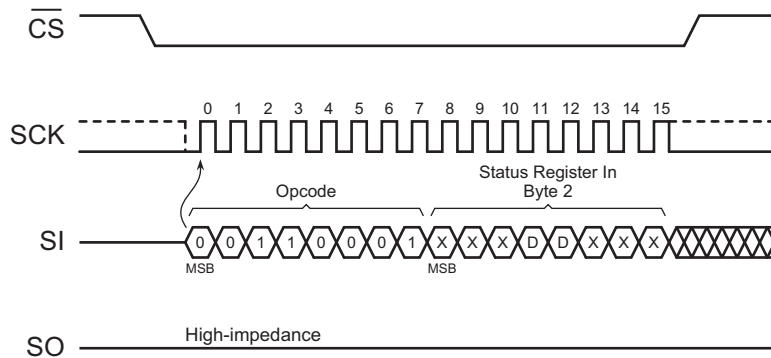 CS
0 1 2 3 4 5 6 7 8 9 10 11 12 13 14 15
SCK
Status Register In
Opcode Byte 2
SI 0 0 1 1 0 0 0 1 X X X D D X X X
MSB MSB
High-impedance
SO